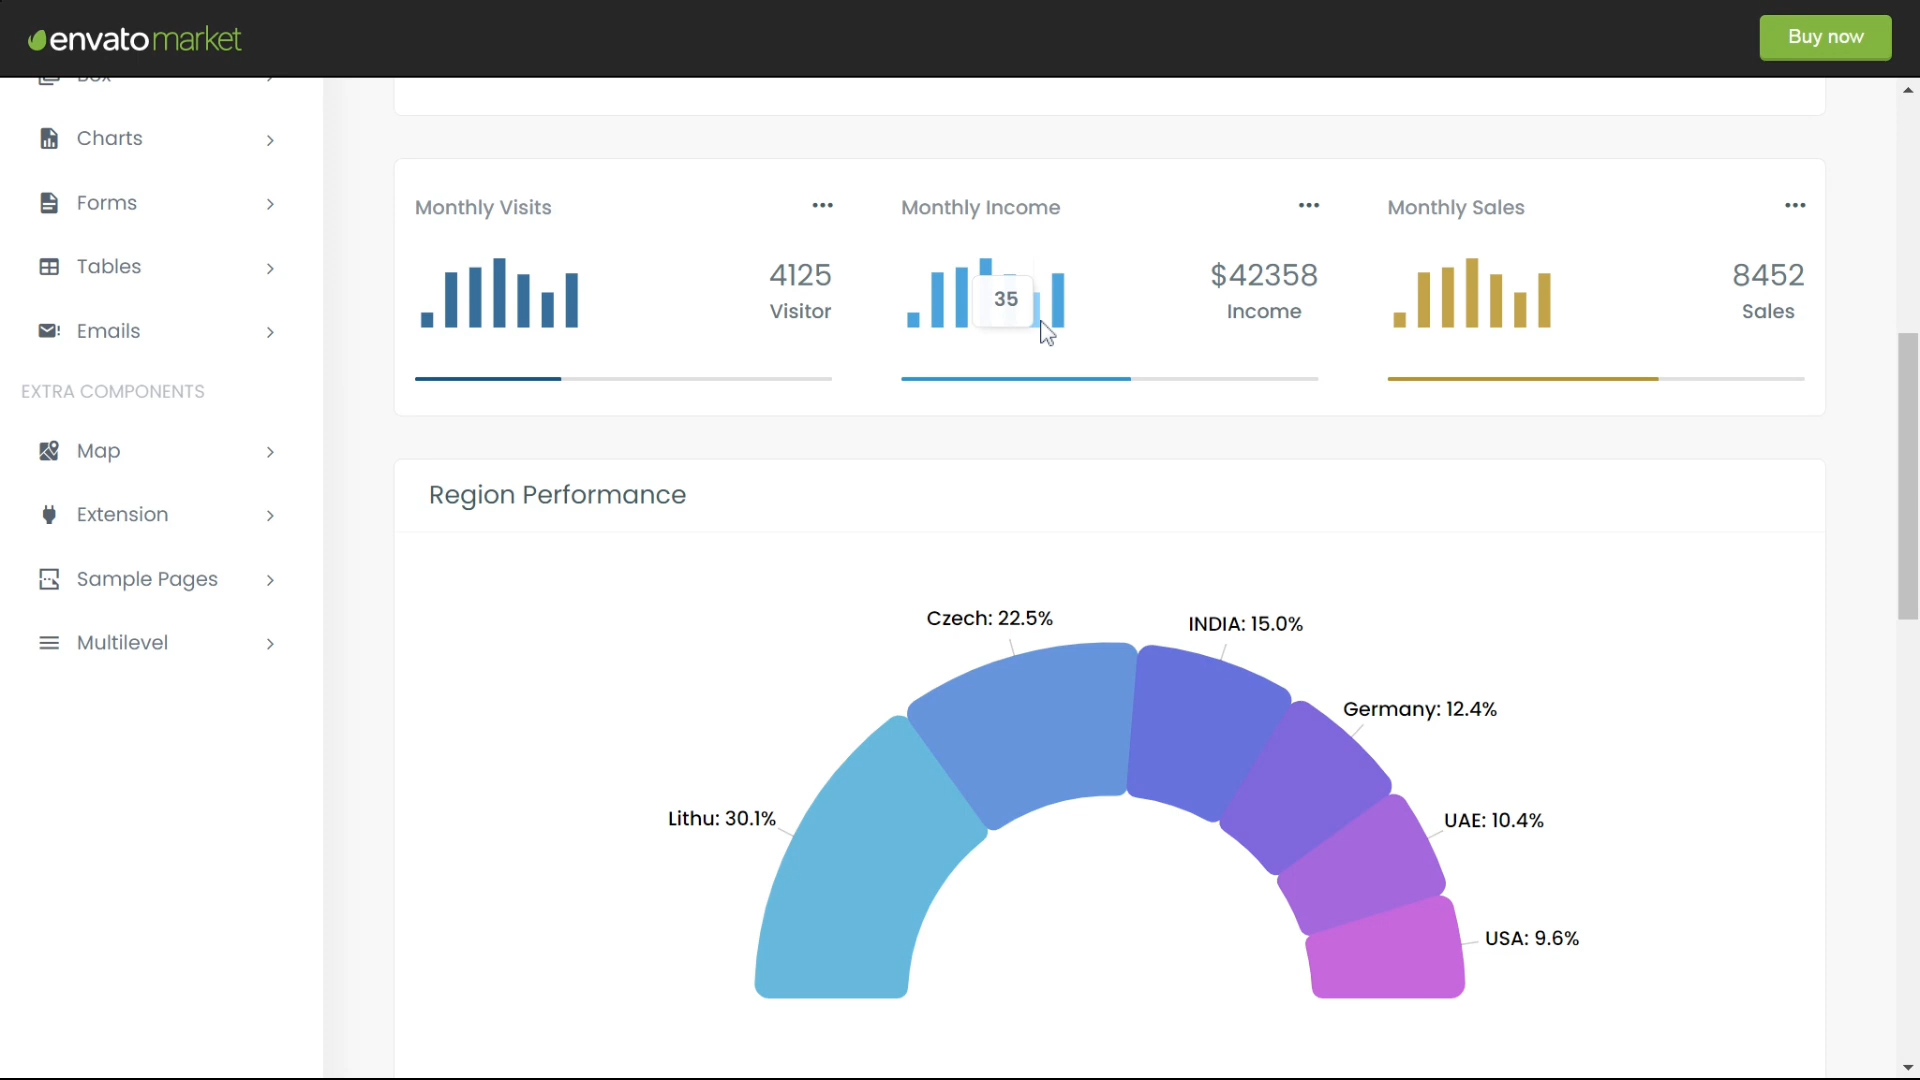 envato market
Buy now
Box
Charts
Forms
Tables
Emails
EXTRA COMPONENTS
Map
Extension
Sample Pages
Multilevel
Monthly Visits
4125
Visitor
Monthly Income
35
$42358
Income
Monthly Sales
8452
Sales
Region Performance
Czech: 22.5%
INDIA: 15.0%
Germany: 12.4%
Lithu: 30.1%
UAE: 10.4%
USA: 9.6%